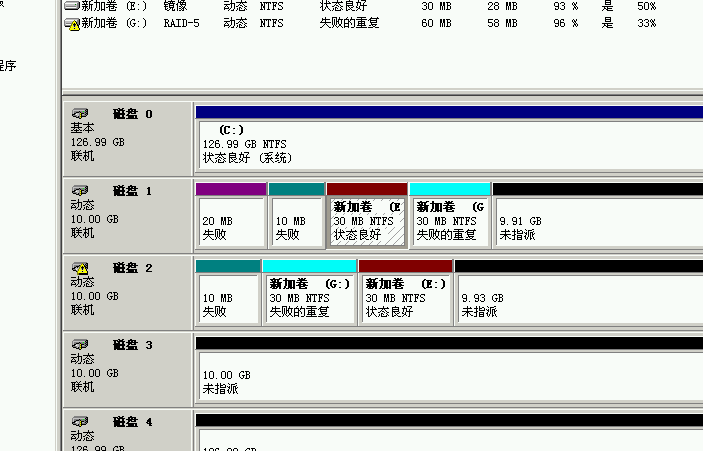 新加卷 (E:) 镜像 动态 NTFS 状态良好 30 MB 28 MB 93 % 是 50%
新加卷 (G:) RAID-5 动态 NTFS 失败的重复 60 MB 58 MB 96 % 是 33%
程序
磁盘 0
基本
126.99 GB
联机
(C:)
126.99 GB NTFS
状态良好 (系统)
磁盘 1
动态
10.00 GB
联机
20 MB
失败
10 MB
失败
新加卷 (E
30 MB NTFS
状态良好
新加卷 (G
30 MB NTFS
失败的重复
9.91 GB
未指派
磁盘 2
动态
10.00 GB
联机
10 MB
失败
新加卷 (G:)
30 MB NTFS
失败的重复
新加卷 (E:)
30 MB NTFS
状态良好
9.93 GB
未指派
磁盘 3
动态
10.00 GB
联机
10.00 GB
未指派
磁盘 4
动态